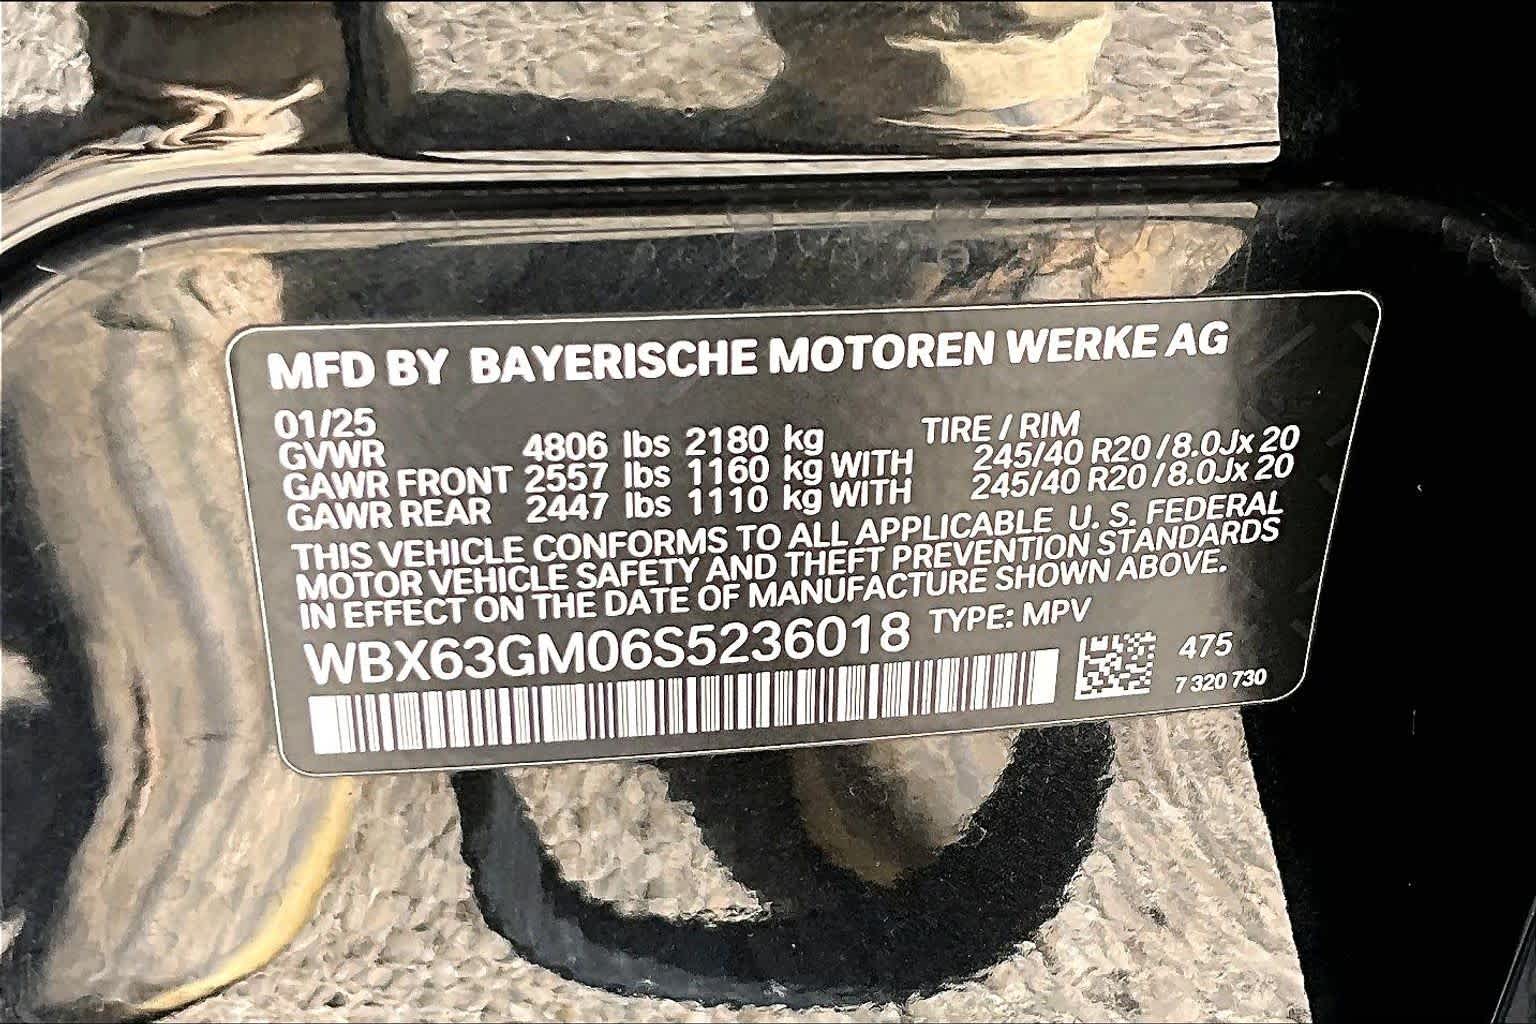 MFD BY BAYERISCHE MOTOREN WERKE AG
01/25 TIRE / RIM
GVWR 4806 lbs 2180 kg
GAWR FRONT 2557 lbs 1160 kg WITH 245/40 R20 / 8.0Jx 20
GAWR REAR 2447 lbs 1110 kg WITH 245/40 R20 / 8.0Jx 20
THIS VEHICLE CONFORMS TO ALL APPLICABLE U. S. FEDERAL
MOTOR VEHICLE SAFETY AND THEFT PREVENTION STANDARDS
IN EFFECT ON THE DATE OF MANUFACTURE SHOWN ABOVE.
WBX63GM06S5236018 TYPE: MPV
475
7 320 730